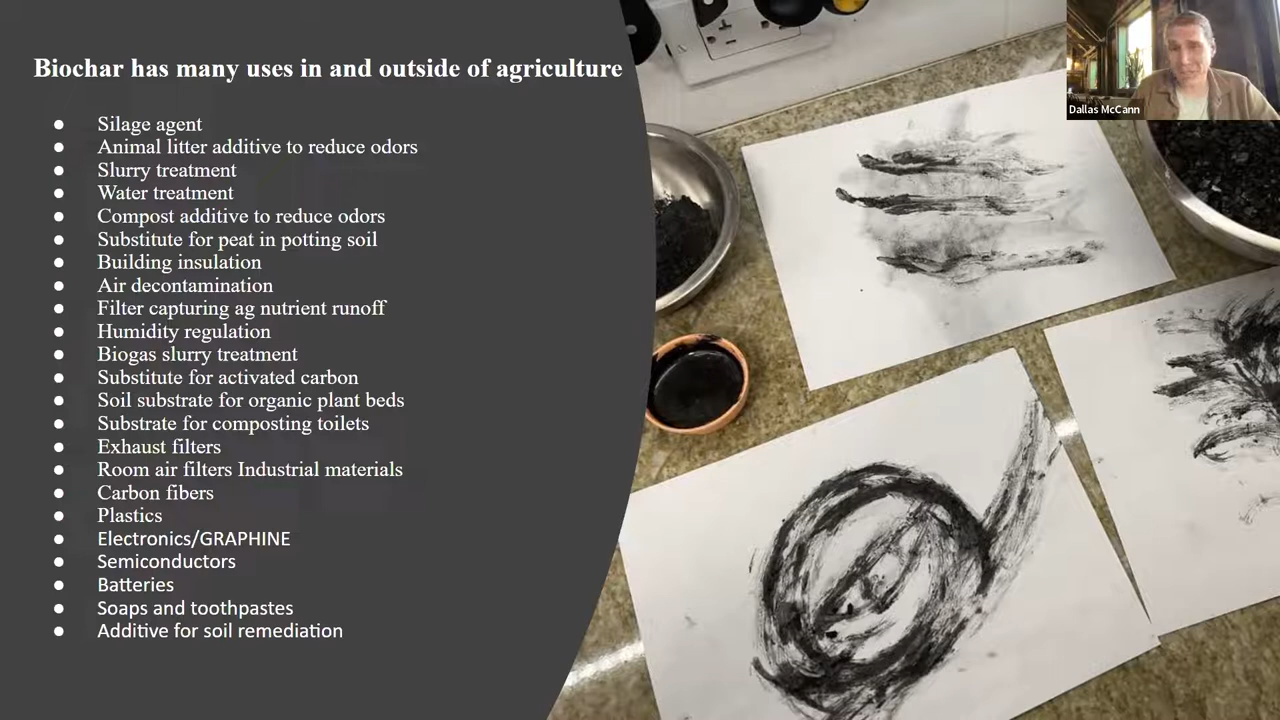 Biochar has many uses in and outside of agriculture
● Silage agent
● Animal litter additive to reduce odors
● Slurry treatment
● Water treatment
● Compost additive to reduce odors
● Substitute for peat in potting soil
● Building insulation
● Air decontamination
● Filter capturing ag nutrient runoff
● Humidity regulation
● Biogas slurry treatment
● Substitute for activated carbon
● Soil substrate for organic plant beds
● Substrate for composting toilets
● Exhaust filters
● Room air filters Industrial materials
● Carbon fibers
● Plastics
● Electronics/GRAPHINE
● Semiconductors
● Batteries
● Soaps and toothpastes
● Additive for soil remediation
Dallas McCann